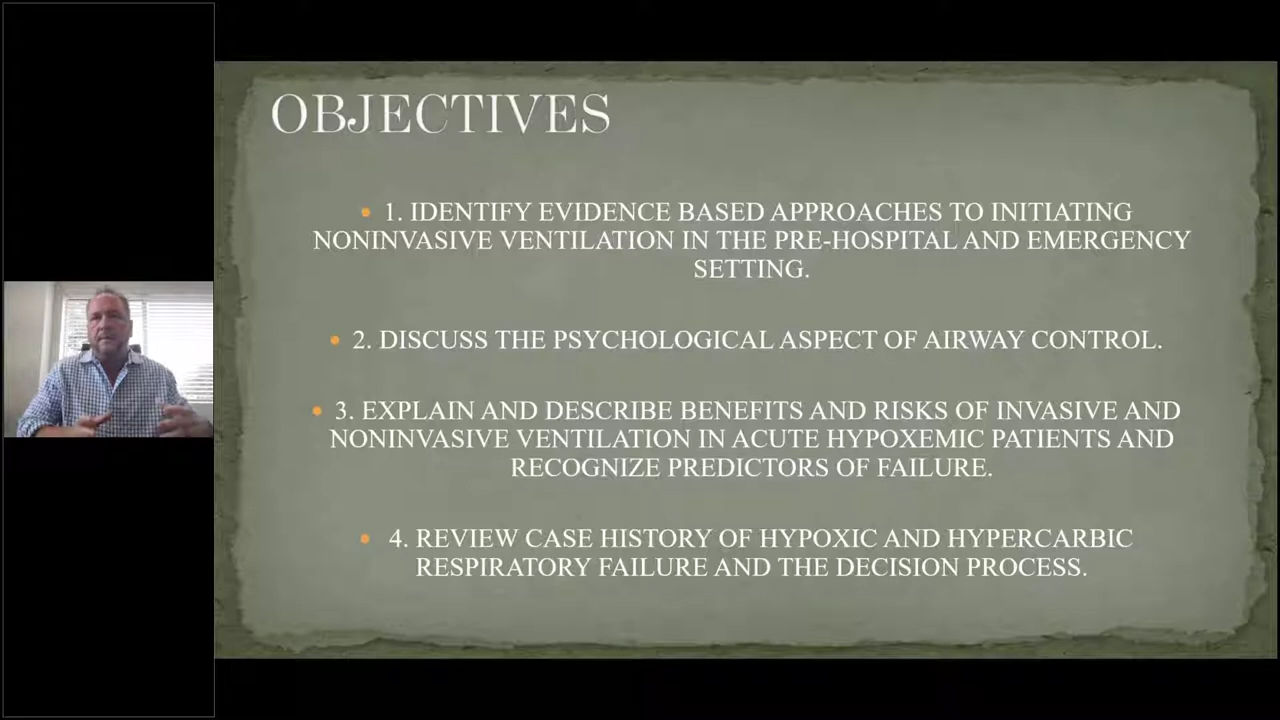 OBJECTIVES
1. IDENTIFY EVIDENCE BASED APPROACHES TO INITIATING
NONINVASIVE VENTILATION IN THE PRE-HOSPITAL AND EMERGENCY
SETTING.
2. DISCUSS THE PSYCHOLOGICAL ASPECT OF AIRWAY CONTROL.
3. EXPLAIN AND DESCRIBE BENEFITS AND RISKS OF INVASIVE AND
NONINVASIVE VENTILATION IN ACUTE HYPOXEMIC PATIENTS AND
RECOGNIZE PREDICTORS OF FAILURE.
4. REVIEW CASE HISTORY OF HYPOXIC AND HYPERCARBIC
RESPIRATORY FAILURE AND THE DECISION PROCESS.